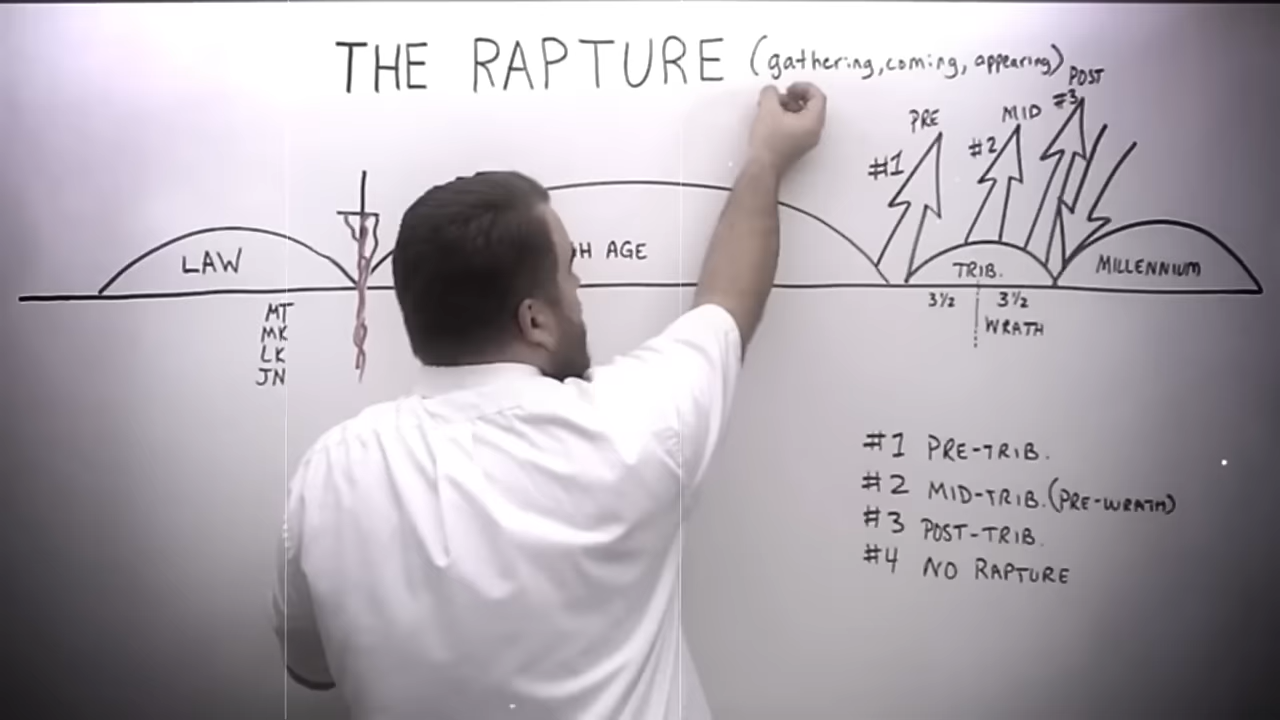 THE RAPTURE (gathering, coming, appearing)
POST
#3
MID
#2
PRE
#1
LAW
AGE
TRIB.
MILLENNIUM
3½ 3½
WRATH
MT
MK
LK
JN
#1 PRE-TRIB.
#2 MID-TRIB. (PRE-WRATH)
#3 POST-TRIB.
#4 NO RAPTURE